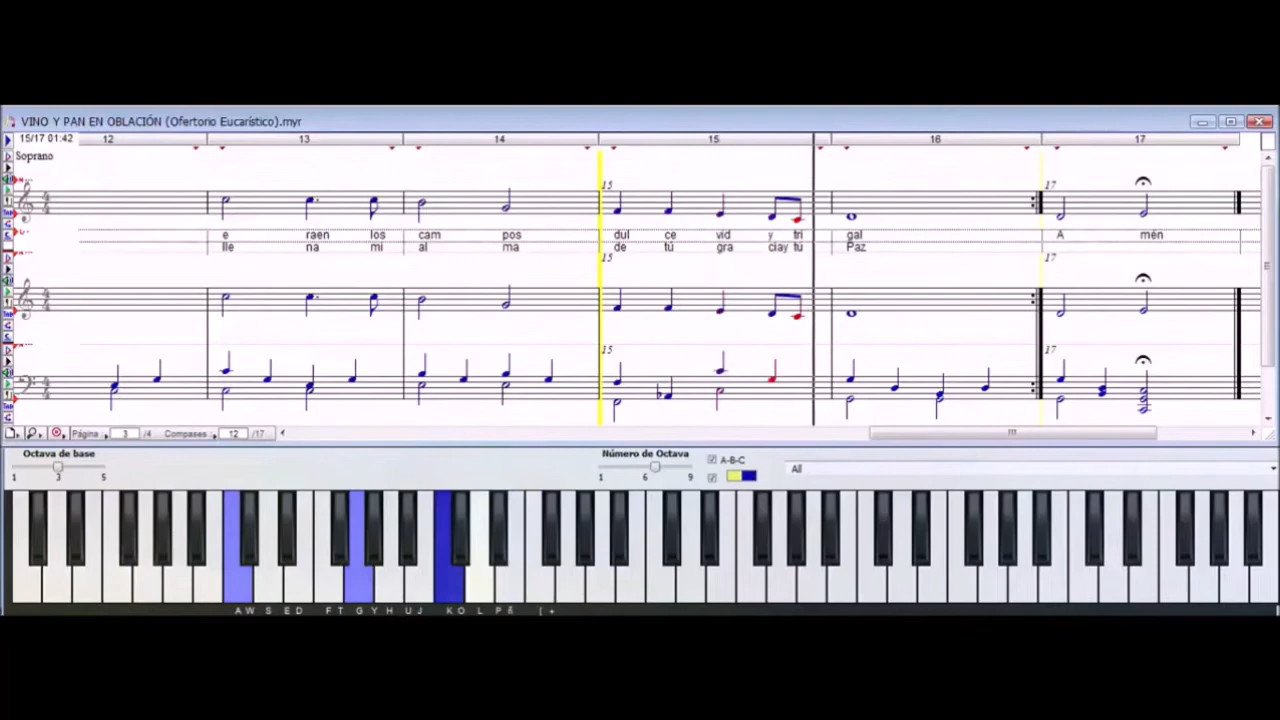 VINO Y PAN EN OBLACIÓN (Ofertorio Eucarístico).myr
15/17 01:42 12 13 14 15 16 17
Soprano
15 17
e raen los cam pos dul ce vid y tri gal A mén
lle na mi al ma de tú gra ciay tú Paz
15 17
15 17
Página 3 /4 Compases 12 /17
Octava de base Número de Octava A-B-C
All
1 3 5 1 6 9
A W S E D F T G Y H U J K O L P Ñ [ +